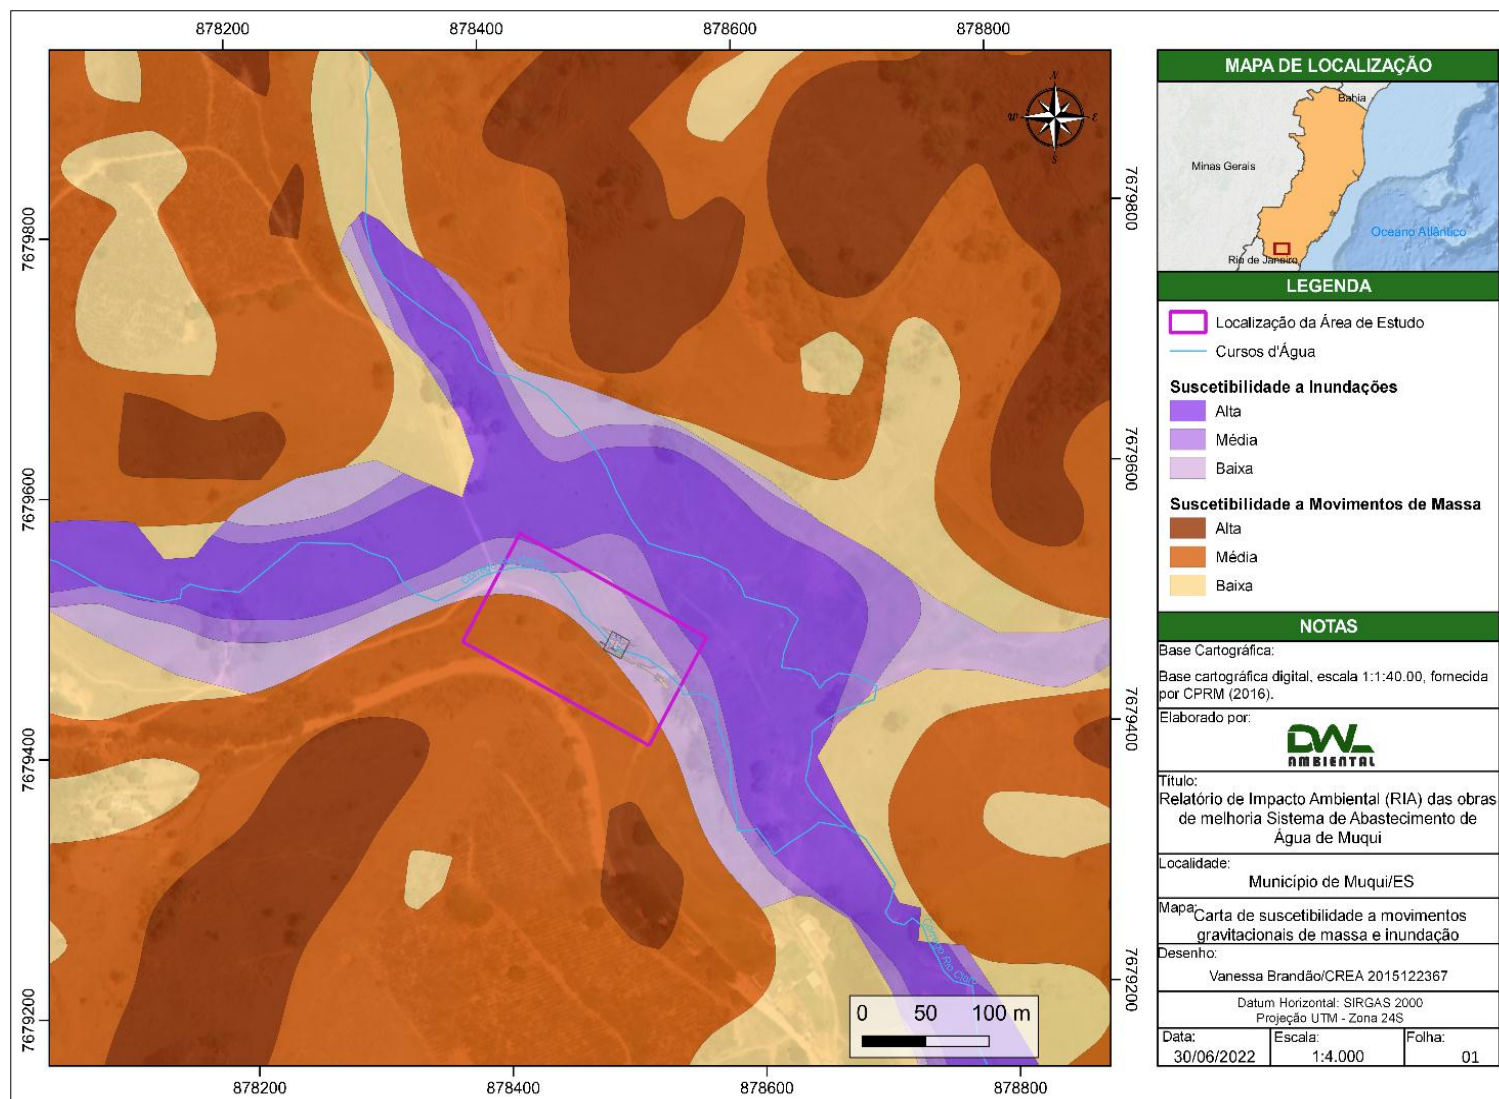 878200
878400
878600
878800
7679800
7679600
7679400
7679200
7679800
7679600
7679400
7679200
878200
878400
878600
878800
N
W
E
S
Córrego Rio Claro
0 50 100 m
MAPA DE LOCALIZAÇÃO
Bahia
Minas Gerais
Oceano Atlântico
Rio de Janeiro
LEGENDA
Localização da Área de Estudo
Cursos d'Água
Suscetibilidade a Inundações
Alta
Média
Baixa
Suscetibilidade a Movimentos de Massa
Alta
Média
Baixa
NOTAS
Base Cartográfica:
Base cartográfica digital, escala 1:1:40.00, fornecida
por CPRM (2016).
Elaborado por:
DWL
AMBIENTAL
Título:
Relatório de Impacto Ambiental (RIA) das obras
de melhoria Sistema de Abastecimento de
Água de Muqui
Localidade:
Município de Muqui/ES
Mapa:
Carta de suscetibilidade a movimentos
gravitacionais de massa e inundação
Desenho:
Vanessa Brandão/CREA 2015122367
Datum Horizontal: SIRGAS 2000
Projeção UTM - Zona 24S
Data:
30/06/2022
Escala:
1:4.000
Folha:
01